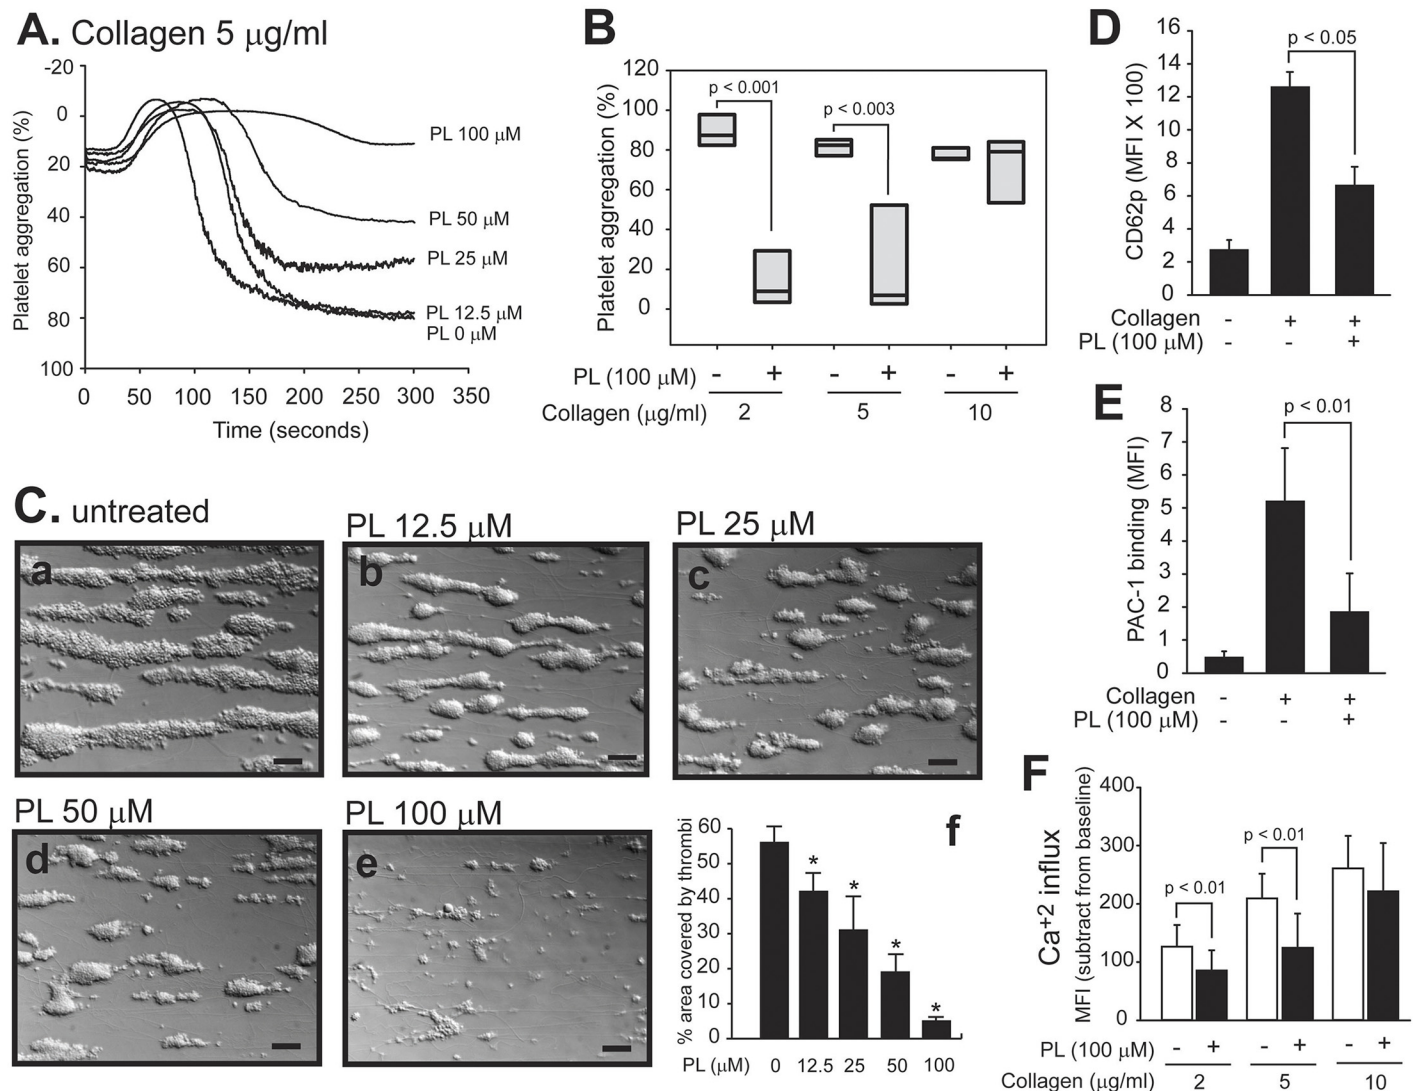 A. Collagen 5 μg/ml
-20
0
20
40
60
80
100
Platelet aggregation (%)
PL 100 μM
PL 50 μM
PL 25 μM
PL 12.5 μM
PL 0 μM
0 50 100 150 200 250 300 350
Time (seconds)
B
120
100
80
60
40
20
0
Platelet aggregation (%)
p < 0.001
p < 0.003
PL (100 μM) - + - + - +
Collagen (μg/ml) 2 5 10
C. untreated
PL 12.5 μM
PL 25 μM
a
b
c
PL 50 μM
PL 100 μM
d
e
f
60
50
40
30
20
10
0
% area covered by thrombi
* * * *
PL (μM) 0 12.5 25 50 100
D
16
14
12
10
8
6
4
2
0
CD62p (MFI X 100)
p < 0.05
Collagen - + +
PL (100 μM) - - +
E
8
7
6
5
4
3
2
1
0
PAC-1 binding (MFI)
p < 0.01
Collagen - + +
PL (100 μM) - - +
F
400
300
200
100
0
Ca+2 influx
MFI (subtract from baseline)
p < 0.01
p < 0.01
PL (100 μM) - + - + - +
Collagen (μg/ml) 2 5 10